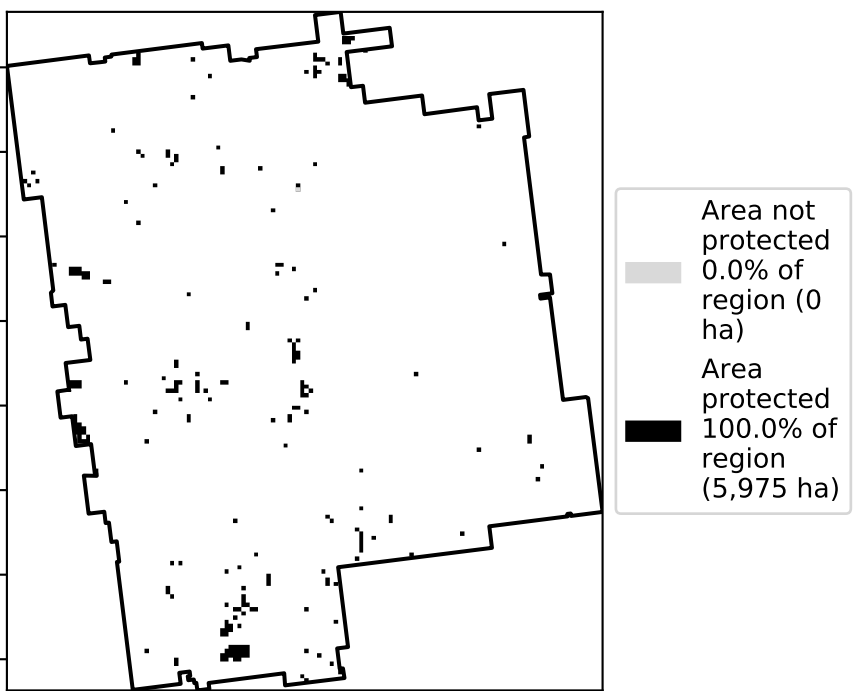 Area not
protected
0.0% of
region (0
ha)
Area
protected
100.0% of
region
(5,975 ha)